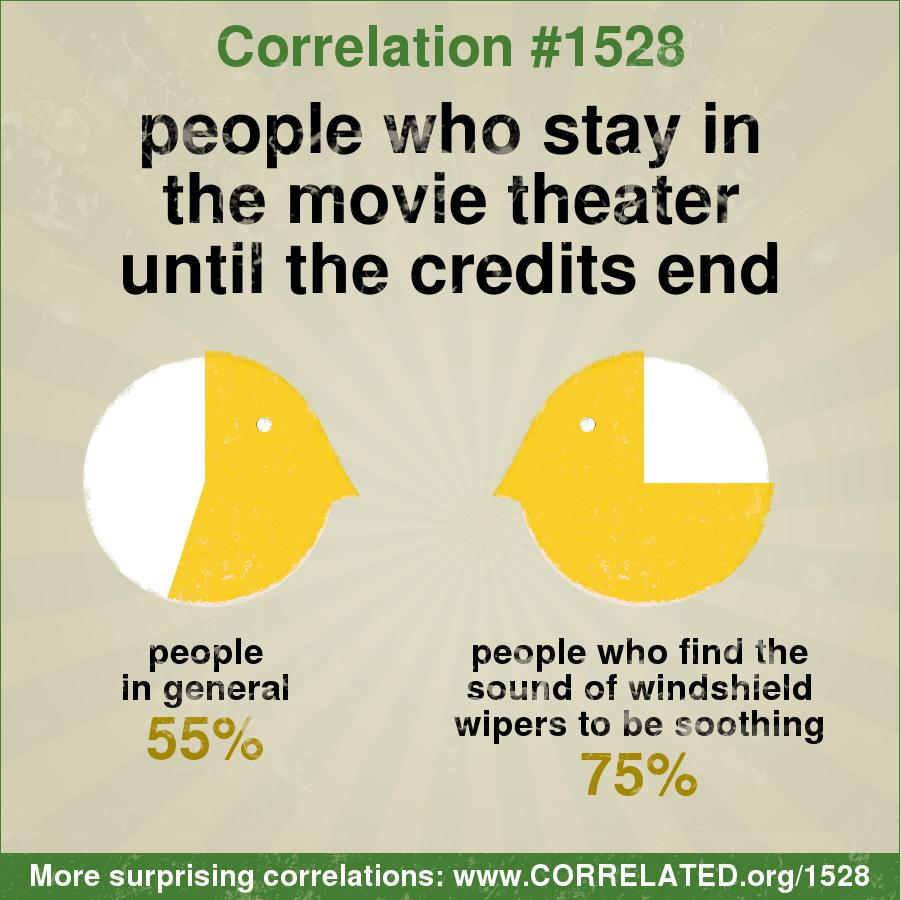 Correlation #1528
people who stay in
the movie theater
until the credits end
people
in general
55%
people who find the
sound of windshield
wipers to be soothing
75%
More surprising correlations: www.CORRELATED.org/1528